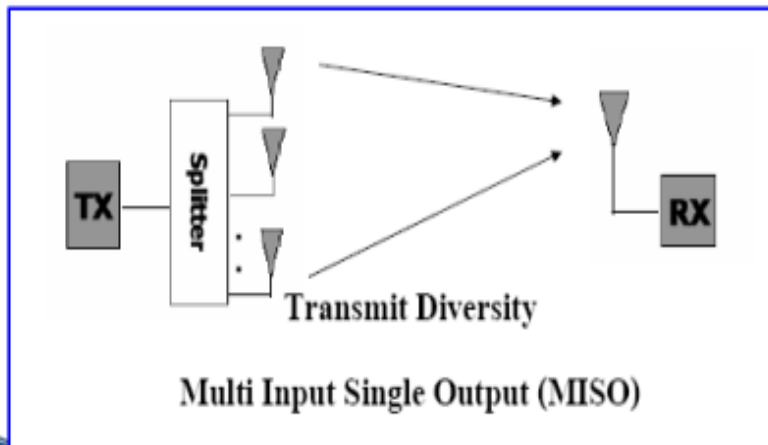 TX
Splitter
RX
Transmit Diversity
Multi Input Single Output (MISO)